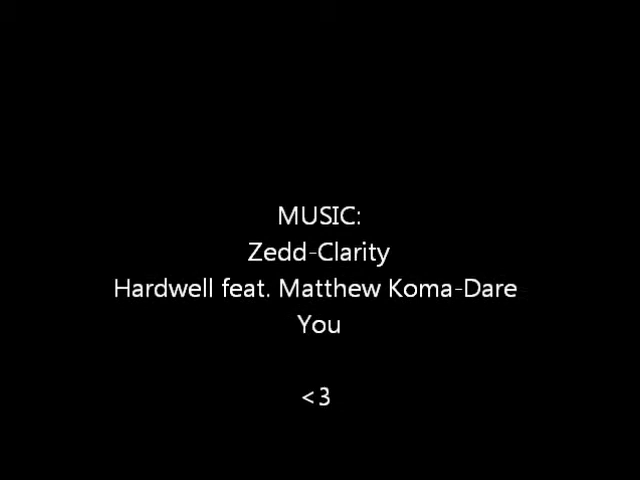 MUSIC:
Zedd-Clarity
Hardwell feat. Matthew Koma-Dare
You
<3